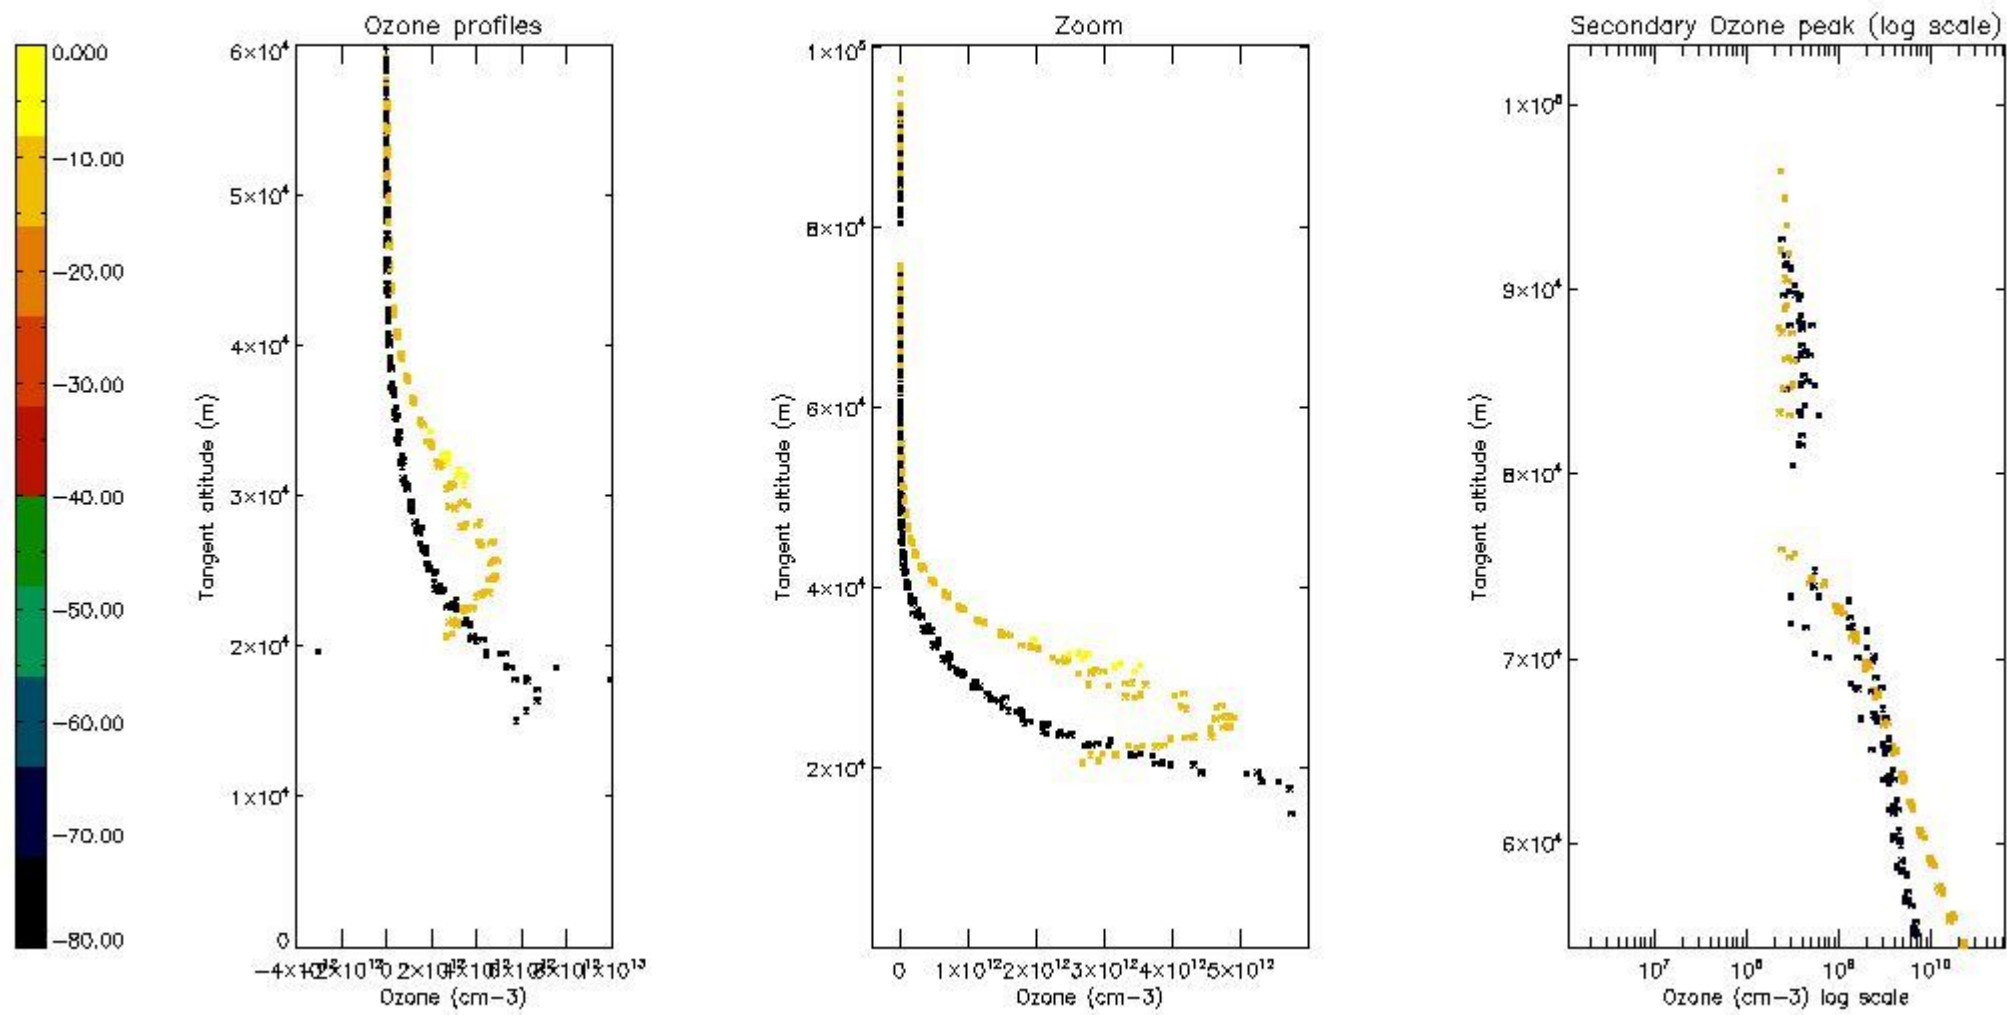 Ozone profiles
Zoom
Secondary Ozone peak (log scale)
0.000
−10.00
−20.00
−30.00
−40.00
−50.00
−60.00
−70.00
−80.00
6×10⁴
5×10⁴
4×10⁴
3×10⁴
2×10⁴
1×10⁴
0
Tangent altitude (m)
Ozone (cm−3)
1×10⁵
8×10⁴
6×10⁴
4×10⁴
2×10⁴
Tangent altitude (m)
0 1×10¹² 2×10¹² 3×10¹² 4×10¹² 5×10¹²
Ozone (cm−3)
9×10⁴
8×10⁴
7×10⁴
6×10⁴
Tangent altitude (m)
10⁷ 10⁸ 10⁹ 10¹⁰
Ozone (cm−3) log scale